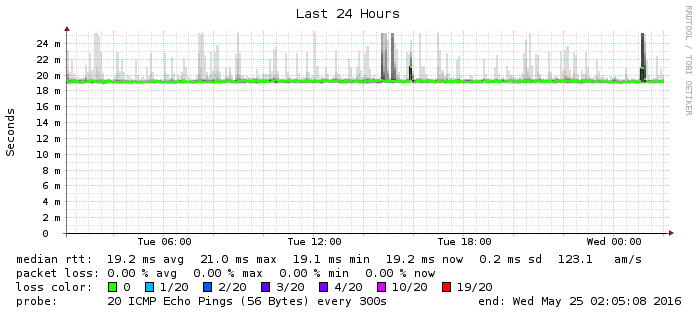 Last 24 Hours
RRDTOOL / TOBI OETIKER
Seconds
24 m
22 m
20 m
18 m
16 m
14 m
12 m
10 m
8 m
6 m
4 m
2 m
0
Tue 06:00 Tue 12:00 Tue 18:00 Wed 00:00
median rtt: 19.2 ms avg 21.0 ms max 19.1 ms min 19.2 ms now 0.2 ms sd 123.1 am/s
packet loss: 0.00 % avg 0.00 % max 0.00 % min 0.00 % now
loss color: 0 1/20 2/20 3/20 4/20 10/20 19/20
probe: 20 ICMP Echo Pings (56 Bytes) every 300s end: Wed May 25 02:05:08 2016